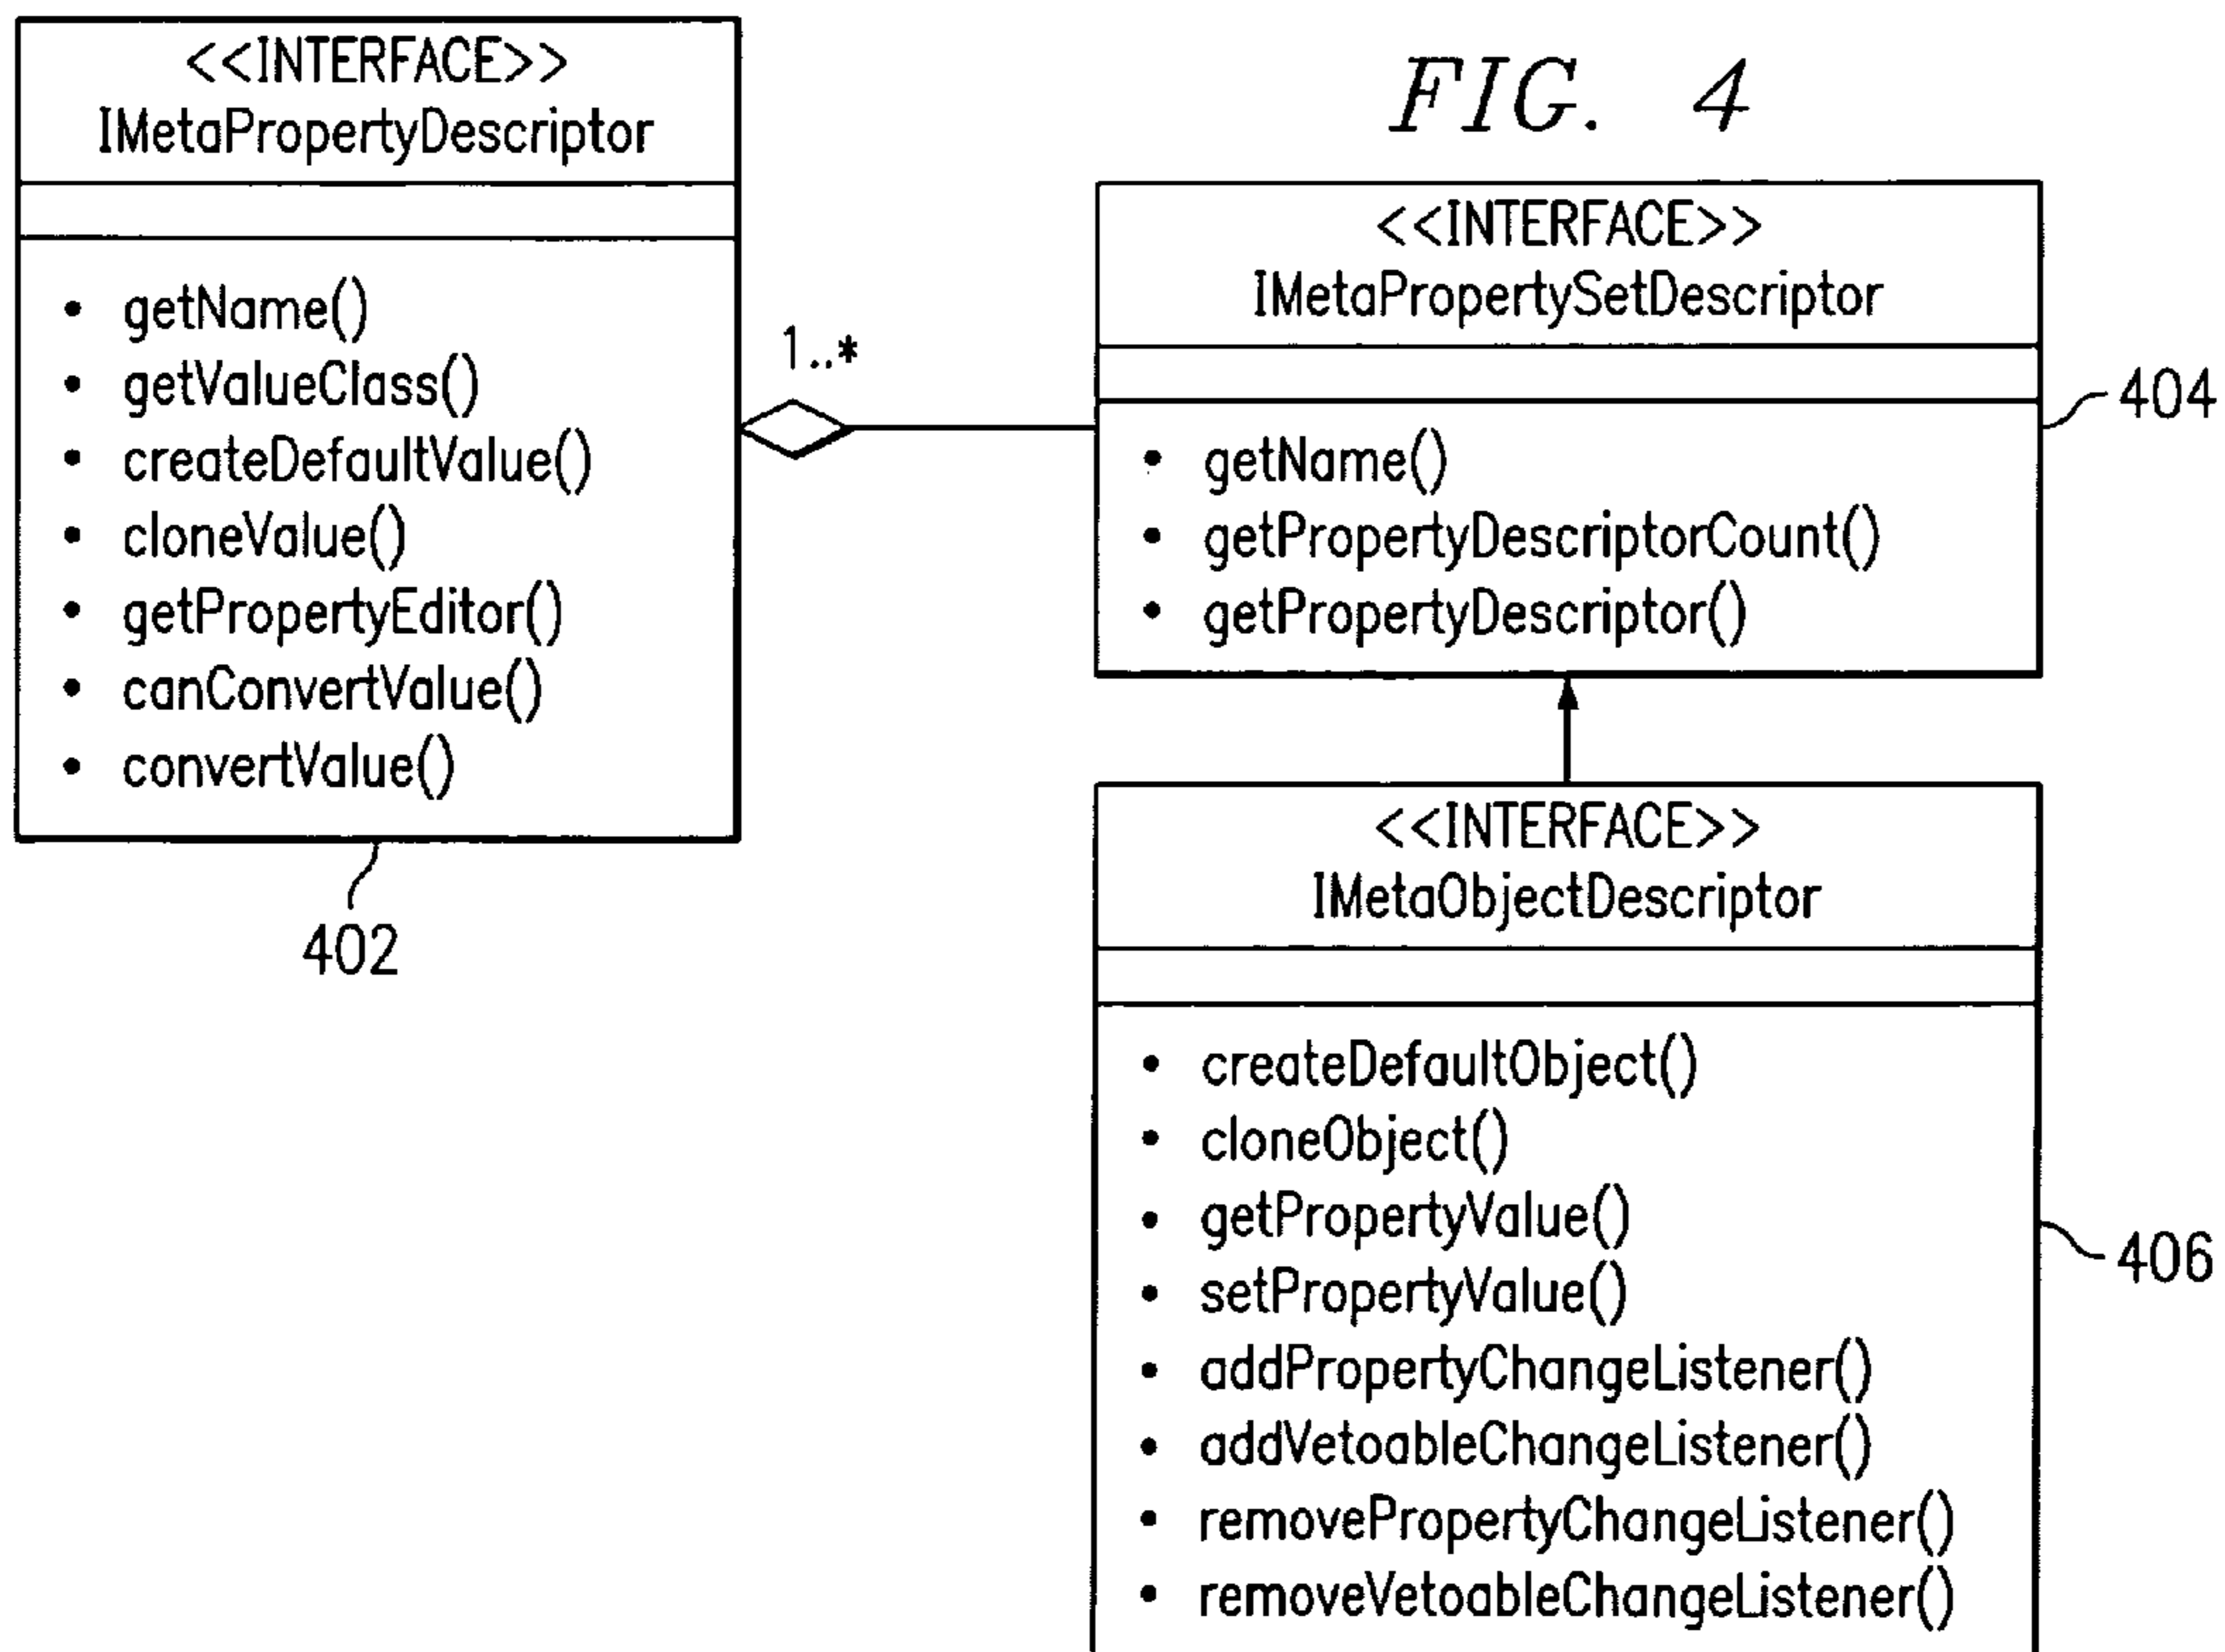 <<INTERFACE>>
IMetaPropertyDescriptor
• getName()
• getValueClass()
• createDefaultValue()
• cloneValue()
• getPropertyEditor()
• canConvertValue()
• convertValue()
402
1..*
FIG. 4
<<INTERFACE>>
IMetaPropertySetDescriptor
• getName()
• getPropertyDescriptorCount()
• getPropertyDescriptor()
404
<<INTERFACE>>
IMetaObjectDescriptor
• createDefaultObject()
• cloneObject()
• getPropertyValue()
• setPropertyValue()
• addPropertyChangeListener()
• addVetoableChangeListener()
• removePropertyChangeListener()
• removeVetoableChangeListener()
406